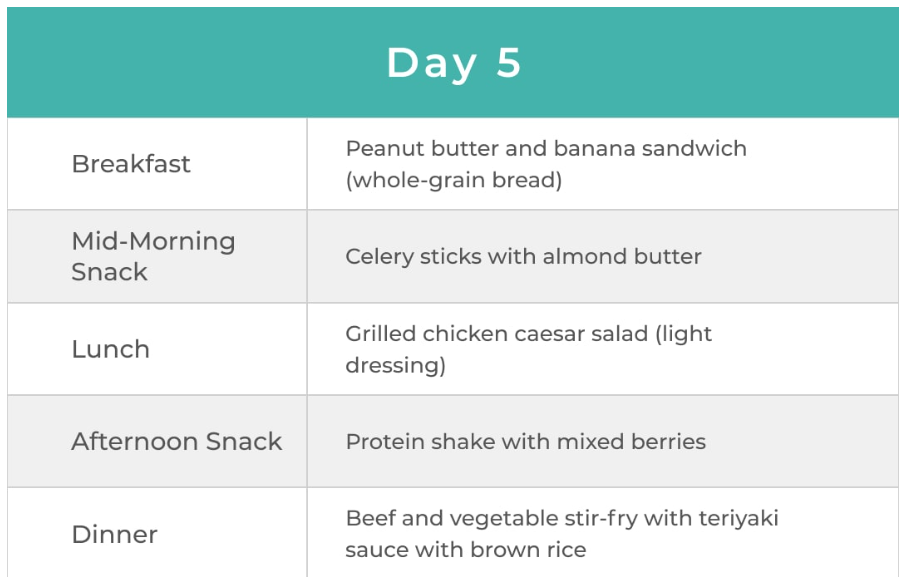 Day 5
Breakfast
Peanut butter and banana sandwich
(whole-grain bread)
Mid-Morning
Snack
Celery sticks with almond butter
Lunch
Grilled chicken caesar salad (light
dressing)
Afternoon Snack
Protein shake with mixed berries
Dinner
Beef and vegetable stir-fry with teriyaki
sauce with brown rice